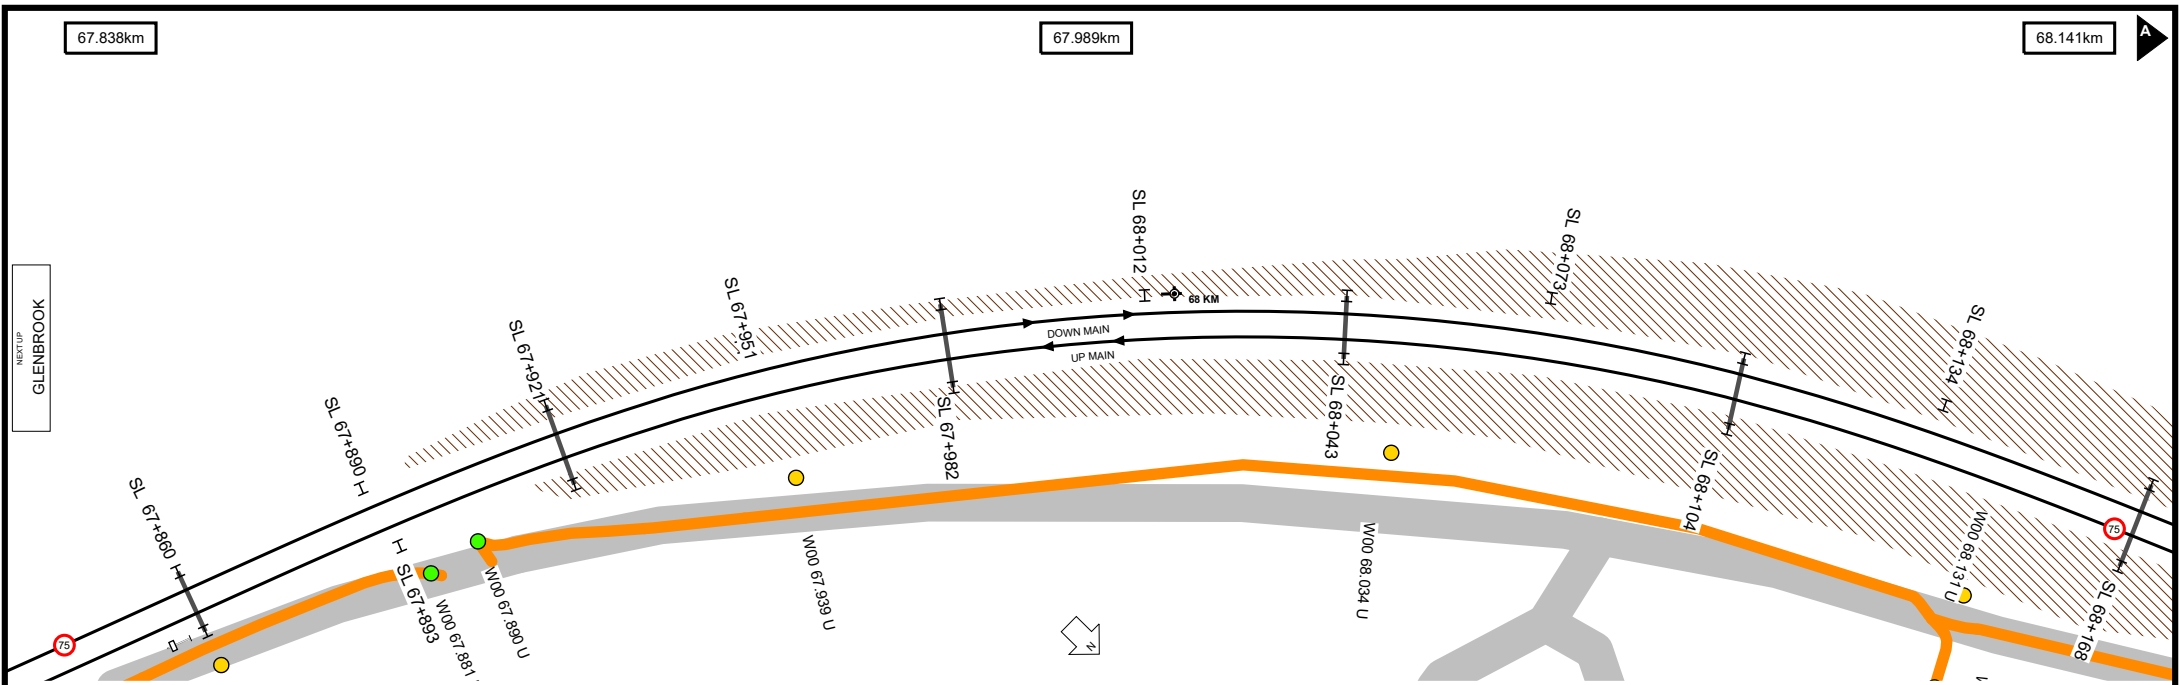 67.838km
67.989km
68.141km
A
NEXT UP
GLENBROOK
SL 67+860
SL 67+890
SL 67+893
SL 67+921
SL 67+951
SL 67+982
SL 68+012
68 KM
DOWN MAIN
UP MAIN
SL 68+043
SL 68+073
SL 68+104
SL 68+134
SL 68+168
75
75
W00 67.881
W00 67.890 U
W00 67.939 U
W00 68.034 U
W00 68.131 U
N